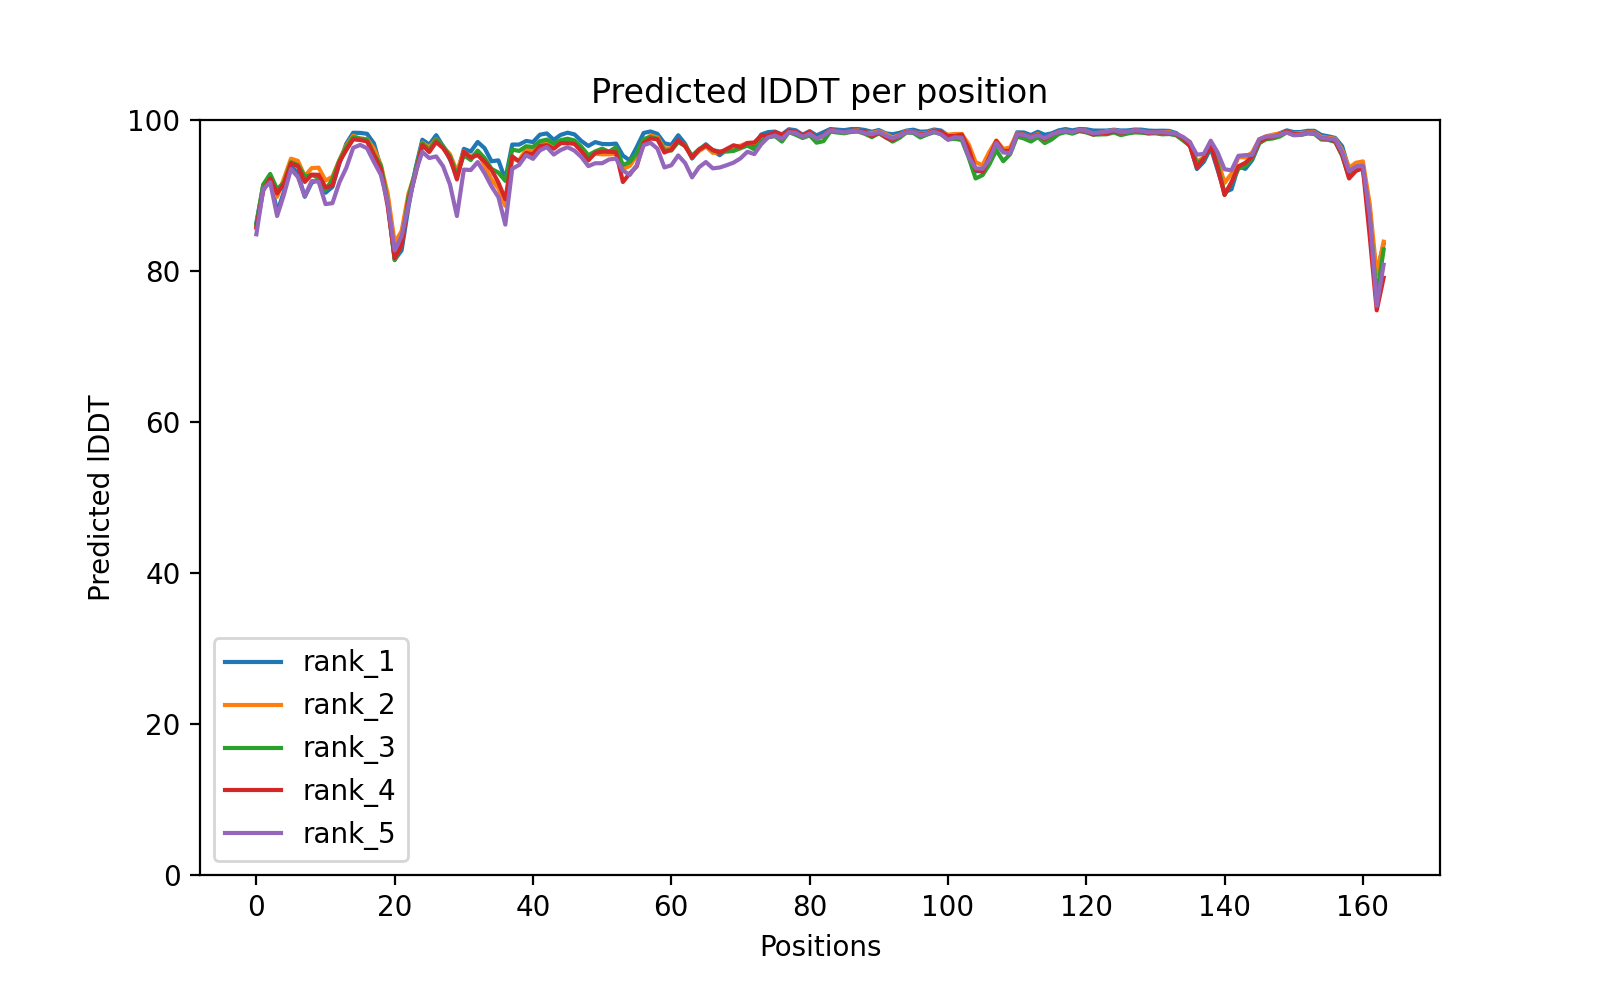 Predicted lDDT per position
100
80
60
40
20
0
Predicted lDDT
rank_1
rank_2
rank_3
rank_4
rank_5
0 20 40 60 80 100 120 140 160
Positions